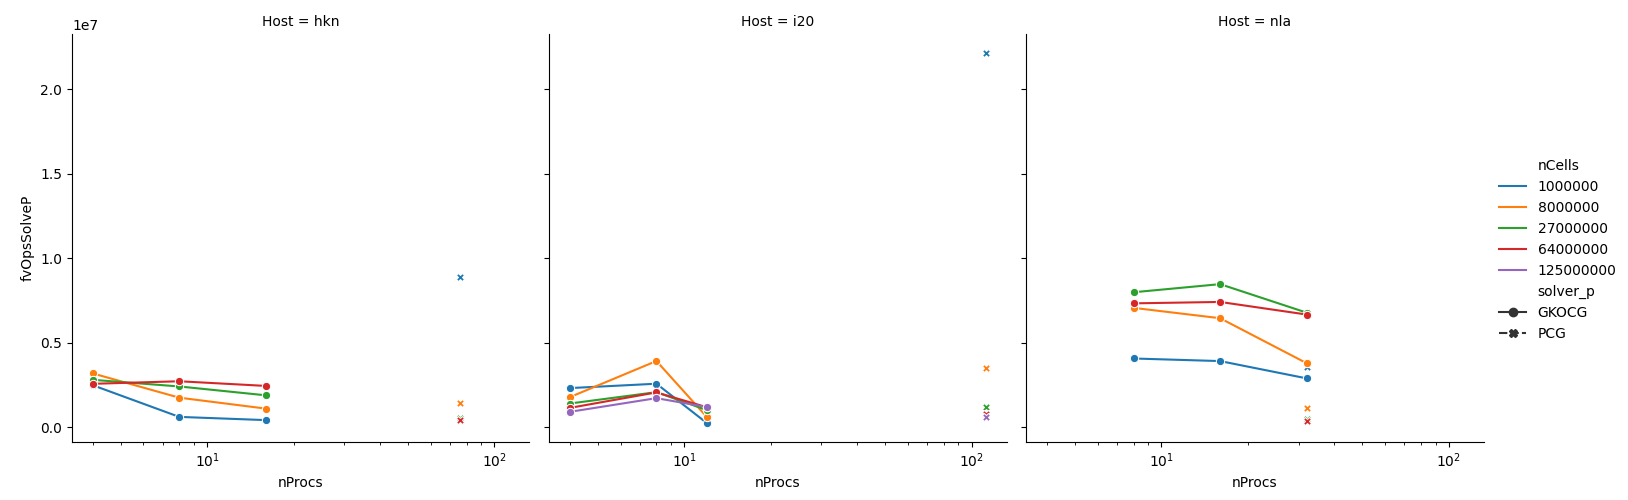 1e7
Host = hkn
Host = i20
Host = nla
fvOpsSolveP
2.0
1.5
1.0
0.5
0.0
10¹
10²
10¹
10²
10¹
10²
nProcs
nProcs
nProcs
nCells
1000000
8000000
27000000
64000000
125000000
solver_p
GKOCG
PCG